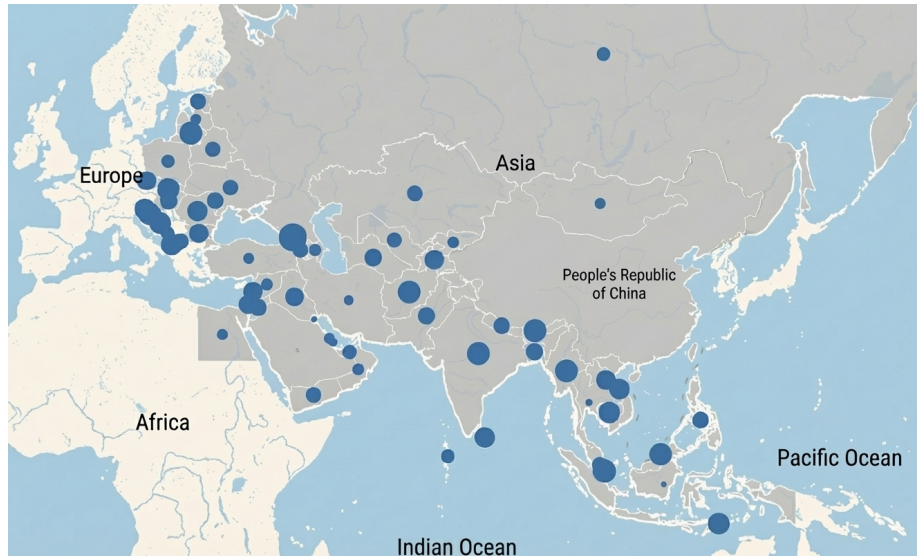 Asia
Europe
People's Republic
of China
Africa
Pacific Ocean
Indian Ocean